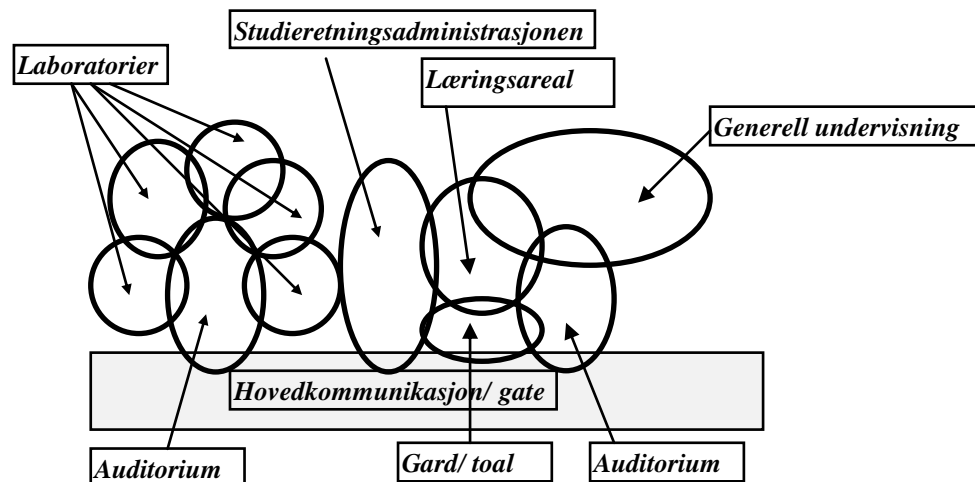 Studieretningsadministrasjonen
Laboratorier
Læringsareal
Generell undervisning
Hovedkommunikasjon/ gate
Auditorium
Gard/ toal
Auditorium